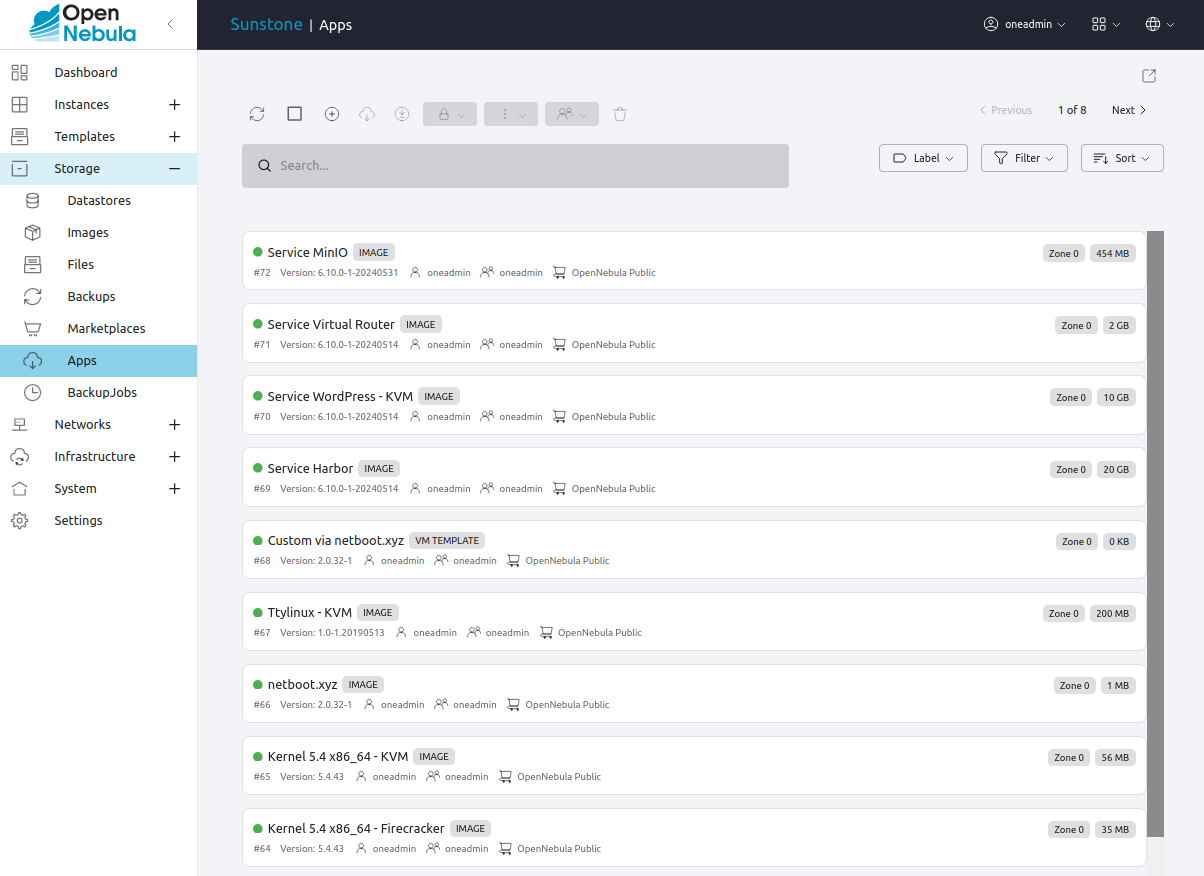 Open
Nebula
Sunstone | Apps
oneadmin
Dashboard
Instances
Templates
Storage
Datastores
Images
Files
Backups
Marketplaces
Apps
BackupJobs
Networks
Infrastructure
System
Settings
Previous 1 of 8 Next
Search...
Label Filter Sort
Service MinIO IMAGE Zone 0 454 MB
#72 Version: 6.10.0-1-20240531 oneadmin oneadmin OpenNebula Public
Service Virtual Router IMAGE Zone 0 2 GB
#71 Version: 6.10.0-1-20240514 oneadmin oneadmin OpenNebula Public
Service WordPress - KVM IMAGE Zone 0 10 GB
#70 Version: 6.10.0-1-20240514 oneadmin oneadmin OpenNebula Public
Service Harbor IMAGE Zone 0 20 GB
#69 Version: 6.10.0-1-20240514 oneadmin oneadmin OpenNebula Public
Custom via netboot.xyz VM TEMPLATE Zone 0 0 KB
#68 Version: 2.0.32-1 oneadmin oneadmin OpenNebula Public
Ttylinux - KVM IMAGE Zone 0 200 MB
#67 Version: 1.0-1.20190513 oneadmin oneadmin OpenNebula Public
netboot.xyz IMAGE Zone 0 1 MB
#66 Version: 2.0.32-1 oneadmin oneadmin OpenNebula Public
Kernel 5.4 x86_64 - KVM IMAGE Zone 0 56 MB
#65 Version: 5.4.43 oneadmin oneadmin OpenNebula Public
Kernel 5.4 x86_64 - Firecracker IMAGE Zone 0 35 MB
#64 Version: 5.4.43 oneadmin oneadmin OpenNebula Public